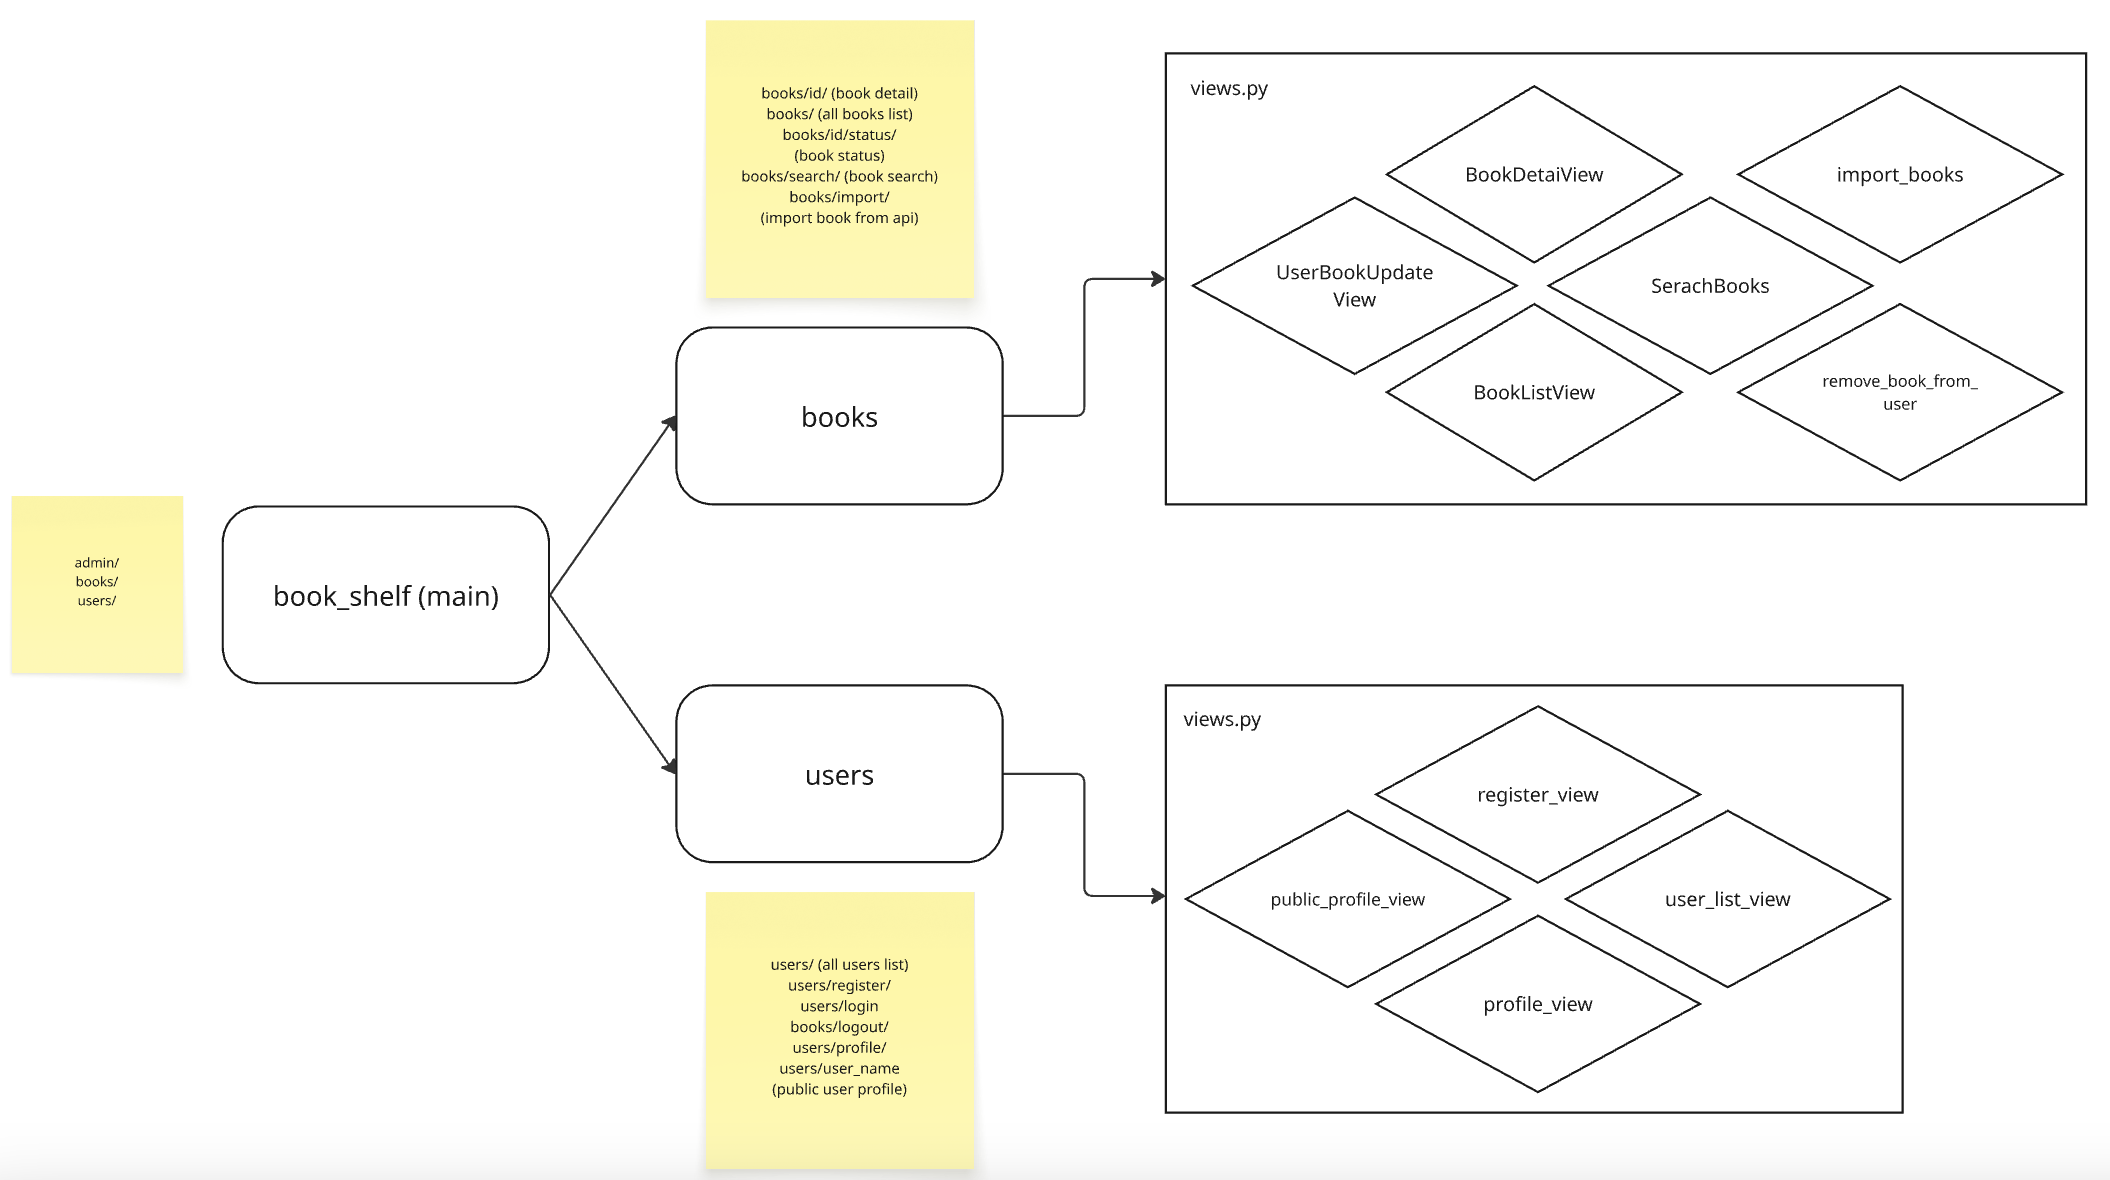 admin/
books/
users/
book_shelf (main)
books/id/ (book detail)
books/ (all books list)
books/id/status/
(book status)
books/search/ (book search)
books/import/
(import book from api)
books
users
users/ (all users list)
users/register/
users/login
books/logout/
users/profile/
users/user_name
(public user profile)
views.py
BookDetaiView
import_books
UserBookUpdate
View
SerachBooks
BookListView
remove_book_from_
user
views.py
register_view
public_profile_view
user_list_view
profile_view